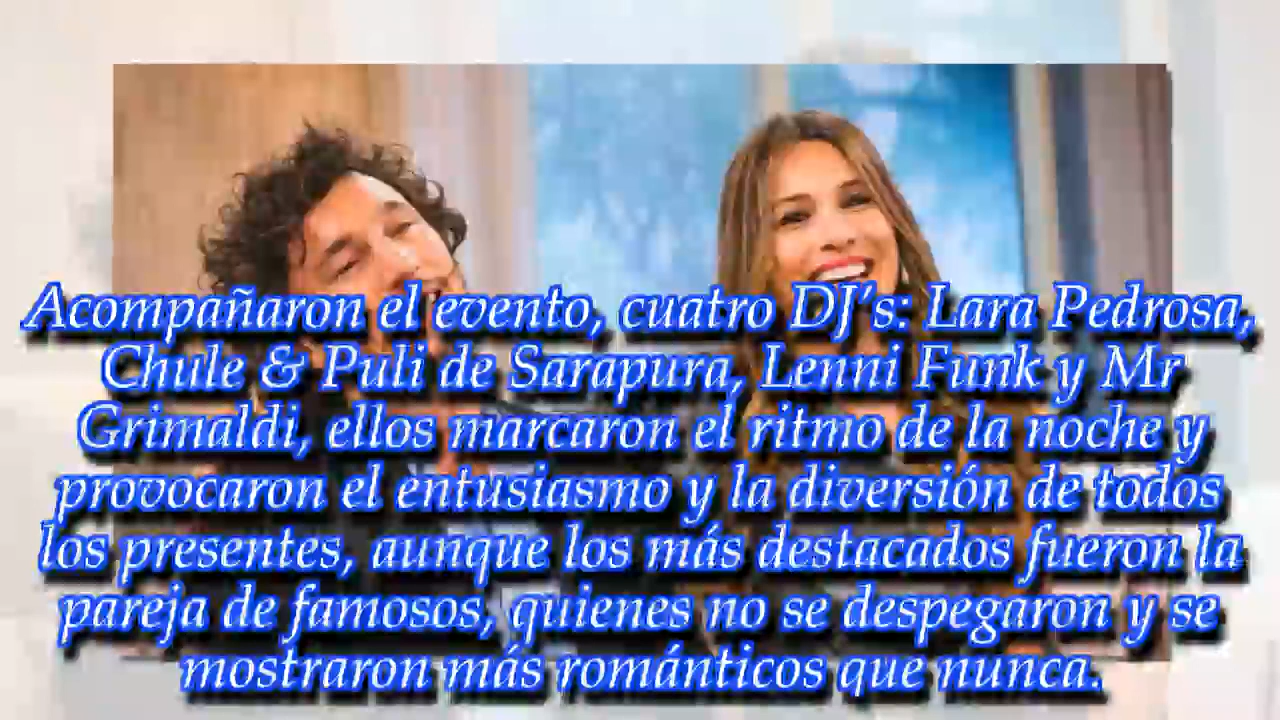 Acompañaron el evento, cuatro DJ's: Lara Pedrosa,
Chule & Puli de Sarapura, Lenni Funk y Mr
Grimaldi, ellos marcaron el ritmo de la noche y
provocaron el entusiasmo y la diversión de todos
los presentes, aunque los más destacados fueron la
pareja de famosos, quienes no se despegaron y se
mostraron más románticos que nunca.